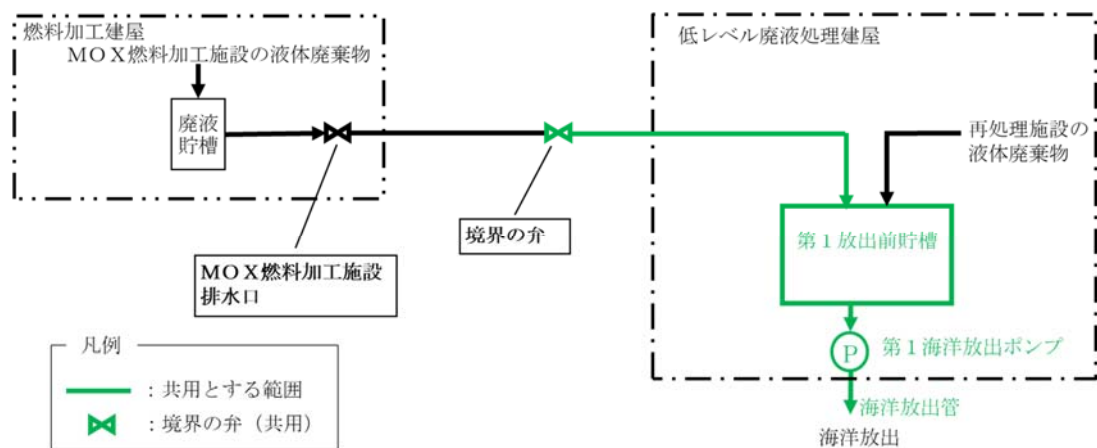 燃料加工建屋
MOX燃料加工施設の液体廃棄物
廃液
貯槽
境界の弁
MOX燃料加工施設
排水口
低レベル廃液処理建屋
再処理施設の
液体廃棄物
第1放出前貯槽
P
第1海洋放出ポンプ
海洋放出管
海洋放出
凡例
:共用とする範囲
:境界の弁(共用)